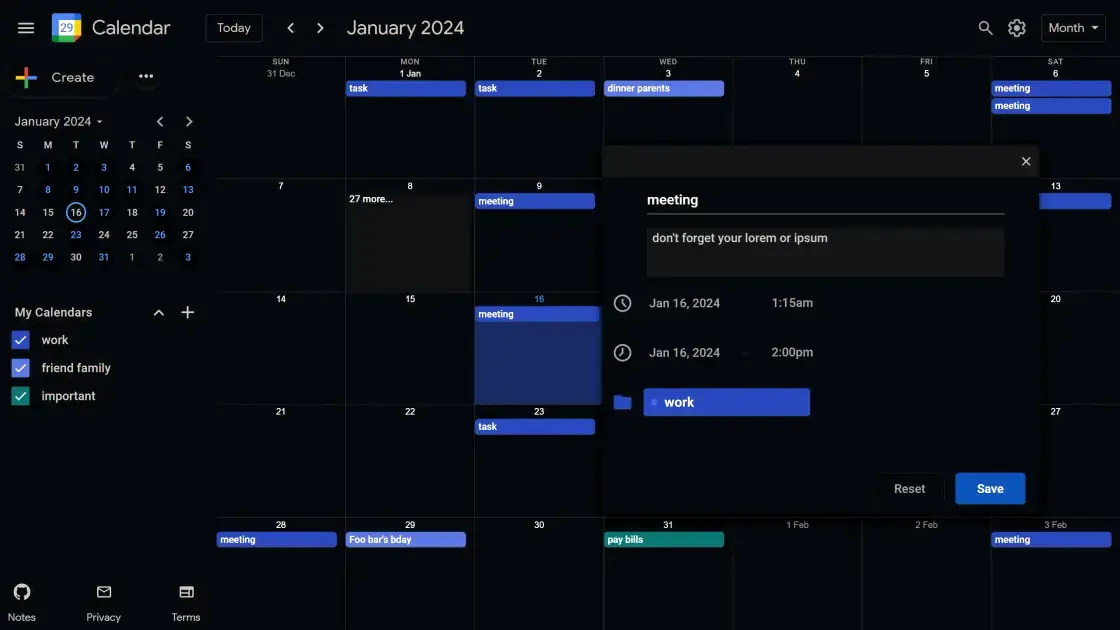 29 Calendar Today January 2024 Month
Create
January 2024
S M T W T F S
31 1 2 3 4 5 6
7 8 9 10 11 12 13
14 15 16 17 18 19 20
21 22 23 24 25 26 27
28 29 30 31 1 2 3
My Calendars
work
friend family
important
Notes Privacy Terms
SUN MON TUE WED THU FRI SAT
31 Dec 1 Jan 2 3 4 5 6
task task dinner parents meeting
meeting
7 8 9 13
27 more... meeting
14 15 16 20
meeting
21 22 23 27
task
28 29 30 31 1 Feb 2 Feb 3 Feb
meeting Foo bar's bday pay bills meeting
meeting
don't forget your lorem or ipsum
Jan 16, 2024 1:15am
Jan 16, 2024 - 2:00pm
work
Reset Save